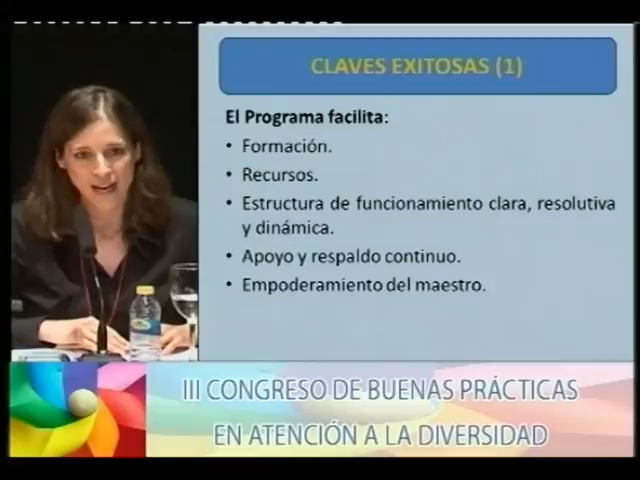 CLAVES EXITOSAS (1)
El Programa facilita:
• Formación.
• Recursos.
• Estructura de funcionamiento clara, resolutiva
y dinámica.
• Apoyo y respaldo continuo.
• Empoderamiento del maestro.
III CONGRESO DE BUENAS PRÁCTICAS
EN ATENCIÓN A LA DIVERSIDAD